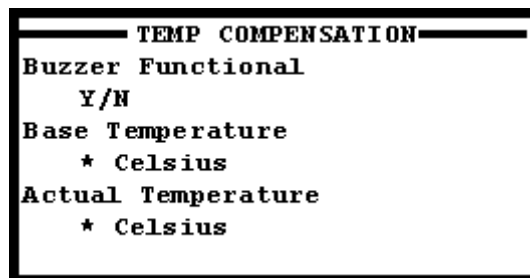 TEMP COMPENSATION
Buzzer Functional
Y/N
Base Temperature
* Celsius
Actual Temperature
* Celsius